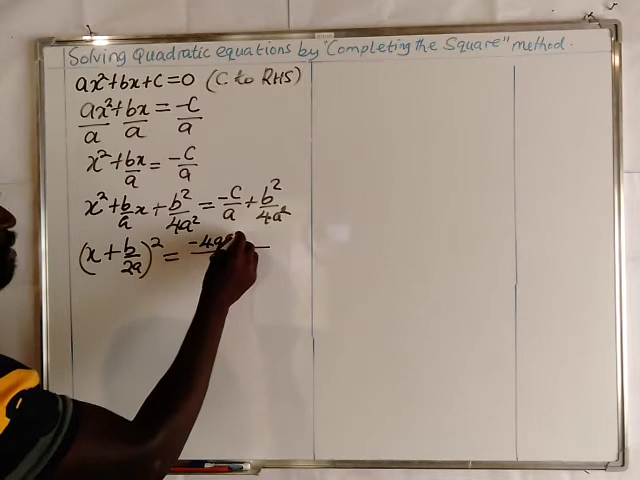 Solving Quadratic equations by "Completing the Square" method.
ax²+bx+c=0 (C to RHS)
ax²/a + bx/a = -c/a
x²+bx/a = -c/a
x²+b/a x + b²/4a² = -c/a + b²/4a²
(x + b/2a)² = -4a